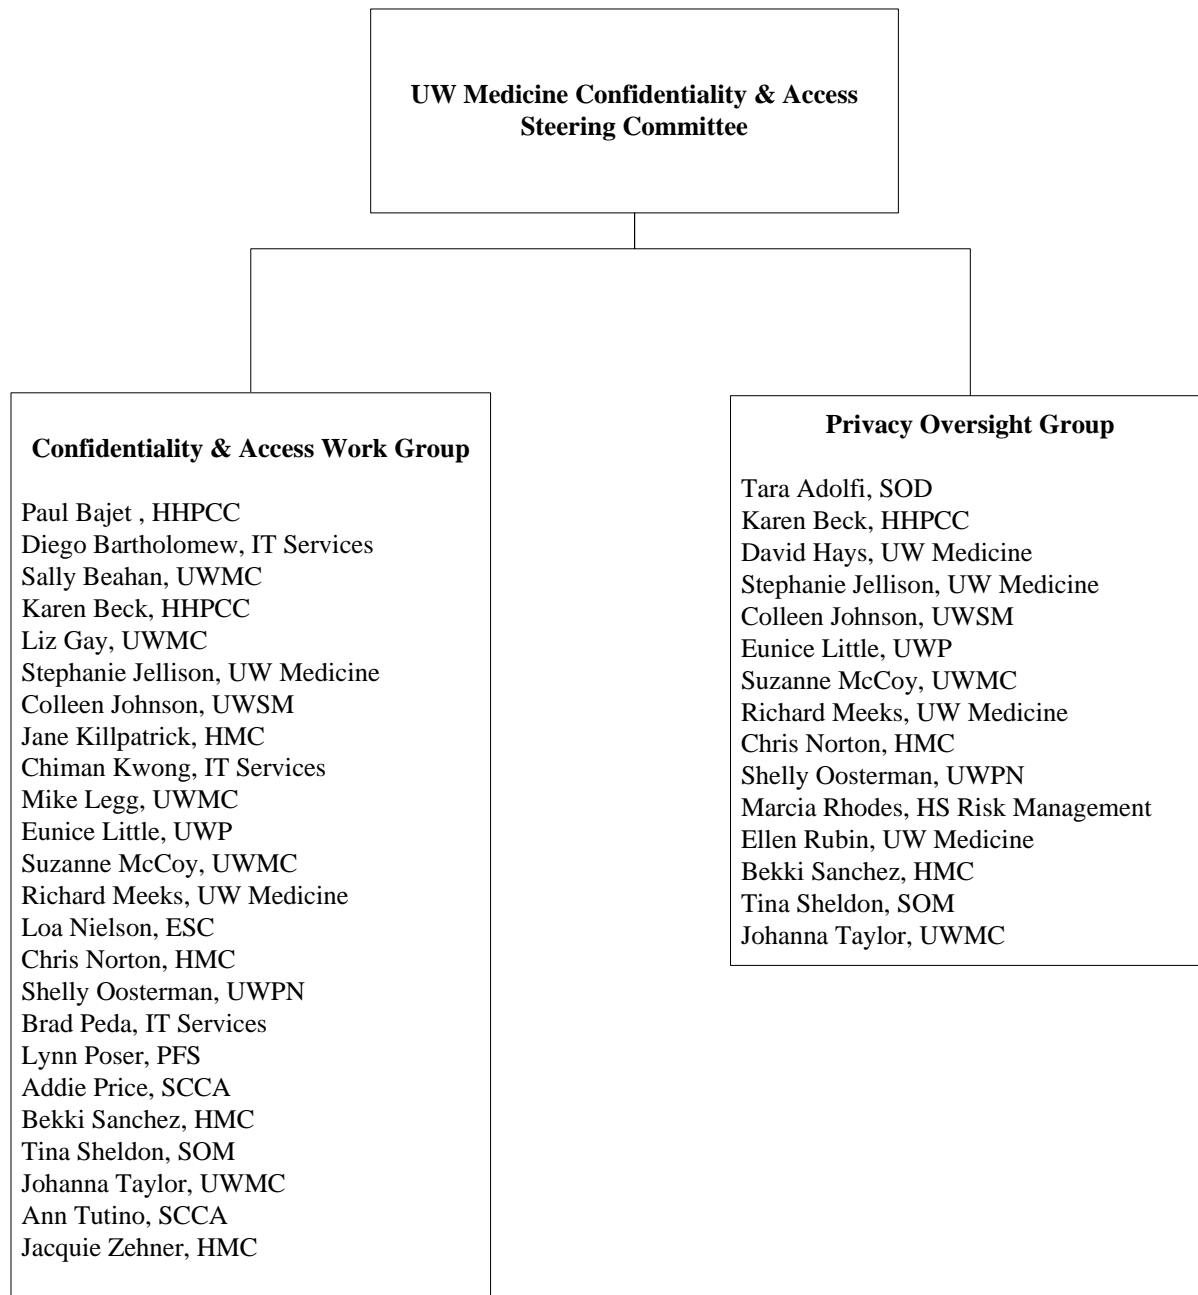 UW Medicine Confidentiality & Access
Steering Committee
Confidentiality & Access Work Group
Paul Bajet , HHPCC
Diego Bartholomew, IT Services
Sally Beahan, UWMC
Karen Beck, HHPCC
Liz Gay, UWMC
Stephanie Jellison, UW Medicine
Colleen Johnson, UWSM
Jane Killpatrick, HMC
Chiman Kwong, IT Services
Mike Legg, UWMC
Eunice Little, UWP
Suzanne McCoy, UWMC
Richard Meeks, UW Medicine
Loa Nielson, ESC
Chris Norton, HMC
Shelly Oosterman, UWPN
Brad Peda, IT Services
Lynn Poser, PFS
Addie Price, SCCA
Bekki Sanchez, HMC
Tina Sheldon, SOM
Johanna Taylor, UWMC
Ann Tutino, SCCA
Jacquie Zehner, HMC
Privacy Oversight Group
Tara Adolfi, SOD
Karen Beck, HHPCC
David Hays, UW Medicine
Stephanie Jellison, UW Medicine
Colleen Johnson, UWSM
Eunice Little, UWP
Suzanne McCoy, UWMC
Richard Meeks, UW Medicine
Chris Norton, HMC
Shelly Oosterman, UWPN
Marcia Rhodes, HS Risk Management
Ellen Rubin, UW Medicine
Bekki Sanchez, HMC
Tina Sheldon, SOM
Johanna Taylor, UWMC